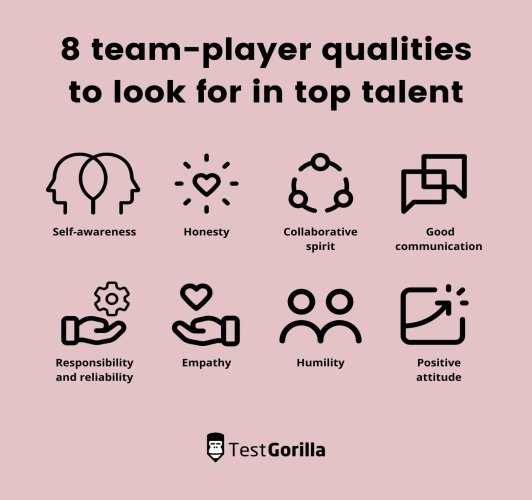 8 team-player qualities
to look for in top talent
Self-awareness
Honesty
Collaborative
spirit
Good
communication
Responsibility
and reliability
Empathy
Humility
Positive
attitude
TestGorilla